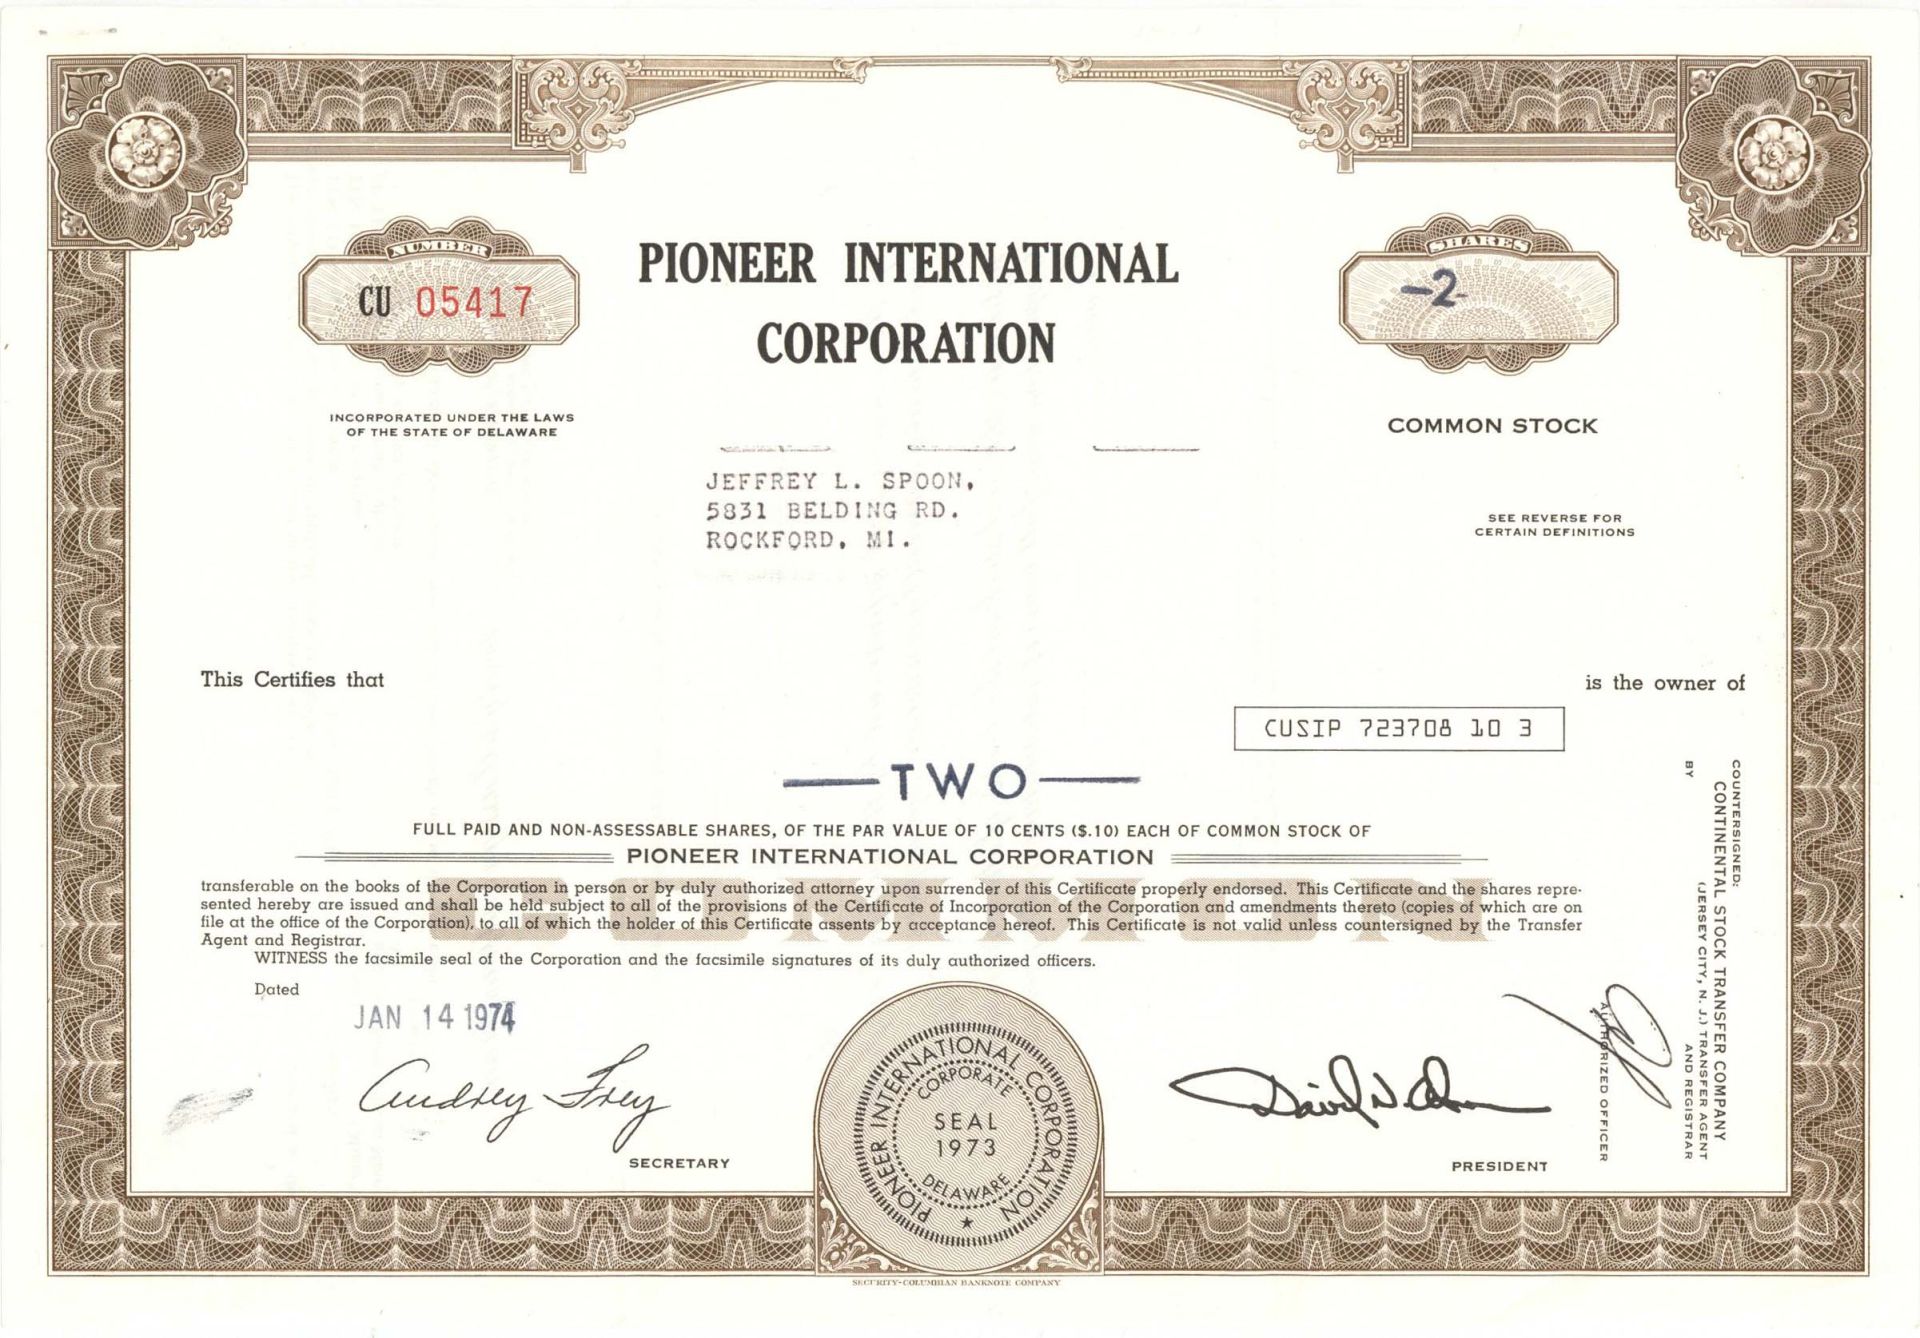 NUMBER
CU 05417
PIONEER INTERNATIONAL
CORPORATION
SHARES
-2-
INCORPORATED UNDER THE LAWS
OF THE STATE OF DELAWARE
COMMON STOCK
JEFFREY L. SPOON,
5831 BELDING RD.
ROCKFORD, MI.
SEE REVERSE FOR
CERTAIN DEFINITIONS
This Certifies that
is the owner of
CUSIP 723708 10 3
—TWO—
FULL PAID AND NON-ASSESSABLE SHARES, OF THE PAR VALUE OF 10 CENTS ($.10) EACH OF COMMON STOCK OF
PIONEER INTERNATIONAL CORPORATION
COMMON
transferable on the books of the Corporation in person or by duly authorized attorney upon surrender of this Certificate properly endorsed. This Certificate and the shares repre-
sented hereby are issued and shall be held subject to all of the provisions of the Certificate of Incorporation of the Corporation and amendments thereto (copies of which are on
file at the office of the Corporation), to all of which the holder of this Certificate assents by acceptance hereof. This Certificate is not valid unless countersigned by the Transfer
Agent and Registrar.
WITNESS the facsimile seal of the Corporation and the facsimile signatures of its duly authorized officers.
Dated
JAN 14 1974
Audrey Frey
SECRETARY
PIONEER INTERNATIONAL CORPORATION
CORPORATE
SEAL
1973
DELAWARE
David N.
PRESIDENT
COUNTERSIGNED:
CONTINENTAL STOCK TRANSFER COMPANY
(JERSEY CITY, N. J.) TRANSFER AGENT
AND REGISTRAR
BY
AUTHORIZED OFFICER
SECURITY-COLUMBIAN BANKNOTE COMPANY